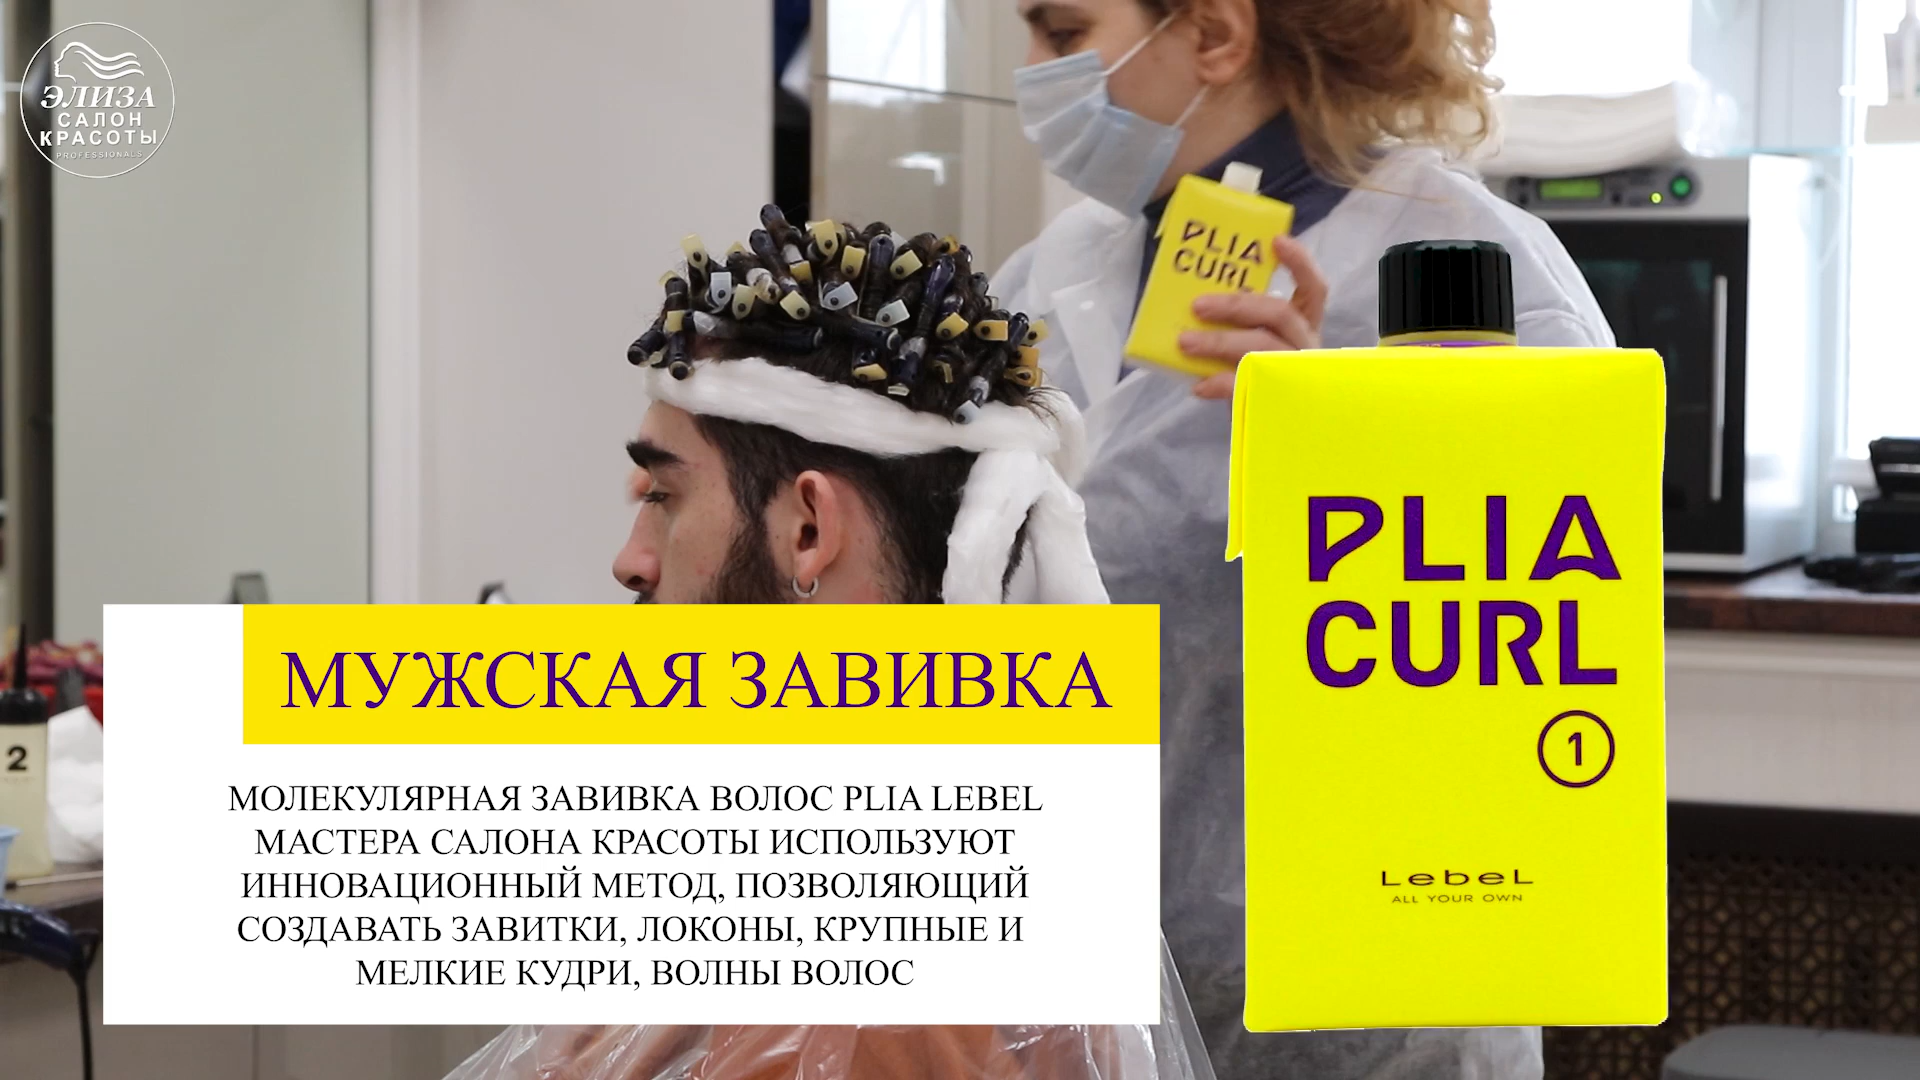 ЭЛИЗА
САЛОН
КРАСОТЫ
PROFESSIONALS
PLIA
CURL
PLIA
CURL
1
LebeL
ALL YOUR OWN
2
МУЖСКАЯ ЗАВИВКА
МОЛЕКУЛЯРНАЯ ЗАВИВКА ВОЛОС PLIA LEBEL
МАСТЕРА САЛОНА КРАСОТЫ ИСПОЛЬЗУЮТ
ИННОВАЦИОННЫЙ МЕТОД, ПОЗВОЛЯЮЩИЙ
СОЗДАВАТЬ ЗАВИТКИ, ЛОКОНЫ, КРУПНЫЕ И
МЕЛКИЕ КУДРИ, ВОЛНЫ ВОЛОС